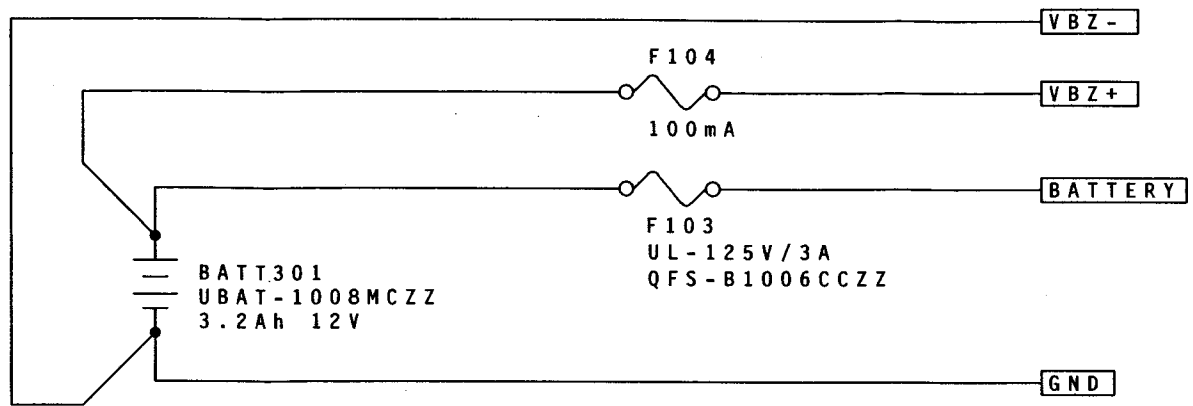 VBZ-
F104
VBZ+
100mA
BATTERY
F103
UL-125V/3A
QFS-B1006CCZZ
BATT301
UBAT-1008MCZZ
3.2Ah 12V
GND